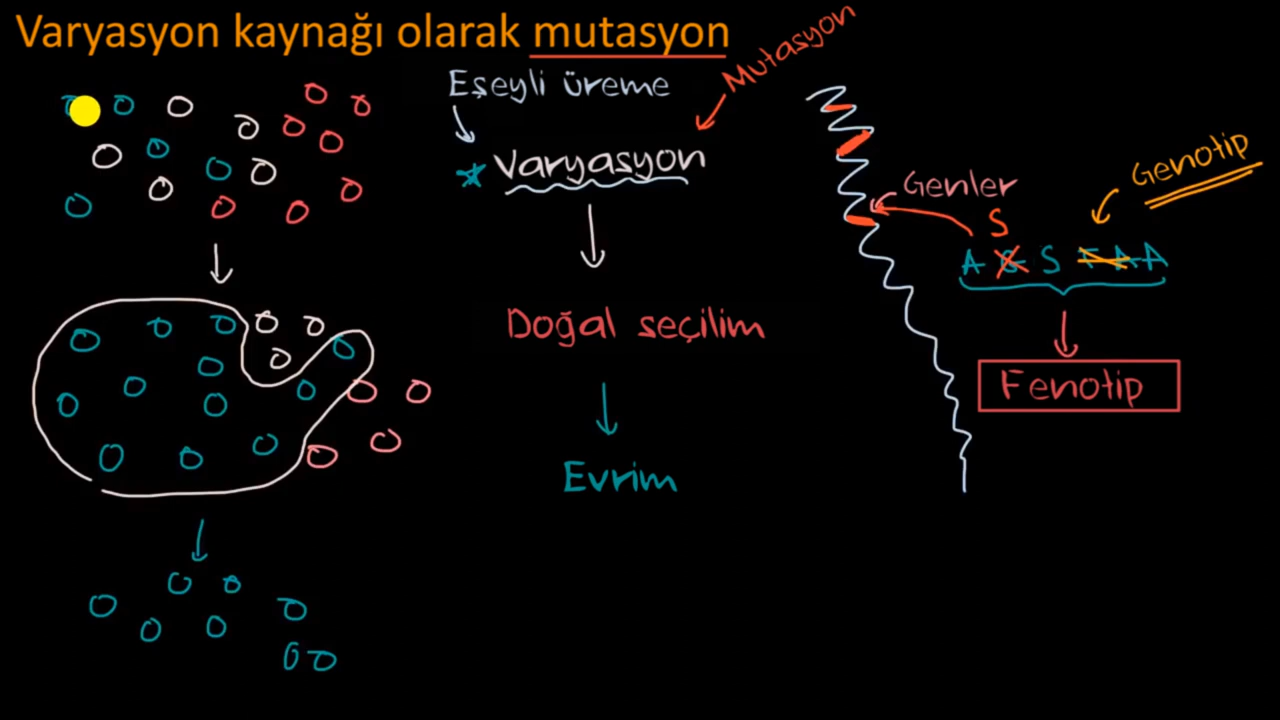 Varyasyon kaynağı olarak mutasyon
Eşeyli üreme
Mutasyon
Varyasyon
Genler
Genotip
S
A S A A
Doğal seçilim
Fenotip
Evrim